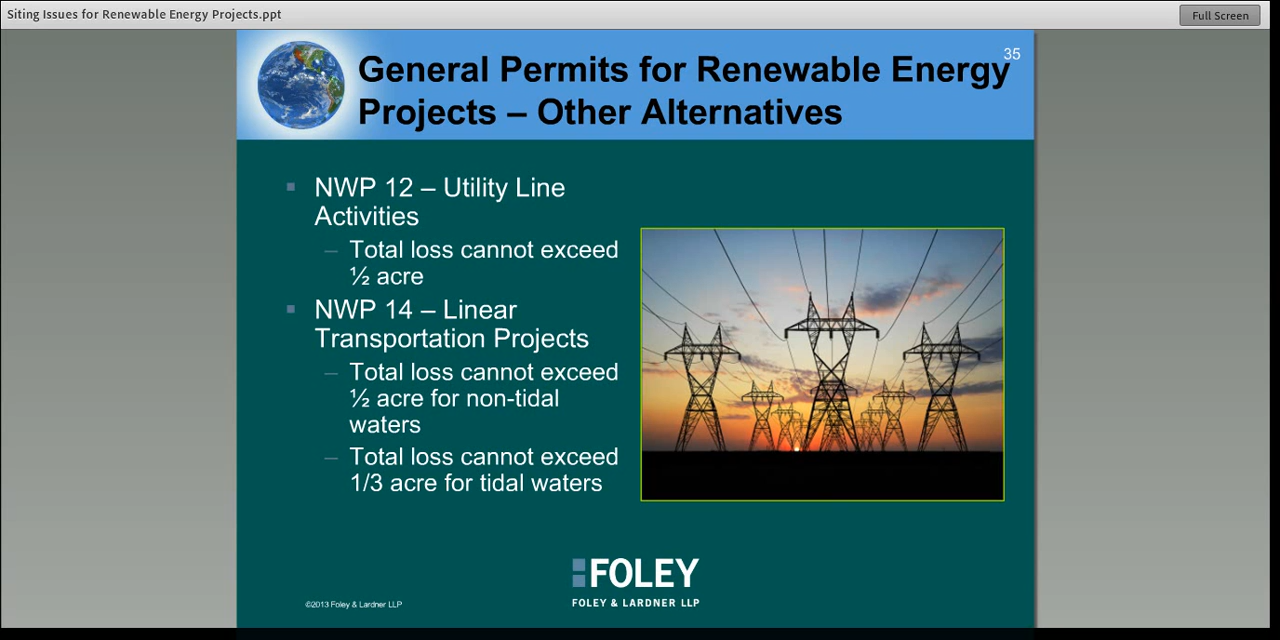 Siting Issues for Renewable Energy Projects.ppt
Full Screen
35
General Permits for Renewable Energy
Projects – Other Alternatives
NWP 12 – Utility Line
Activities
– Total loss cannot exceed
½ acre
NWP 14 – Linear
Transportation Projects
– Total loss cannot exceed
½ acre for non-tidal
waters
– Total loss cannot exceed
1/3 acre for tidal waters
FOLEY
FOLEY & LARDNER LLP
©2013 Foley & Lardner LLP